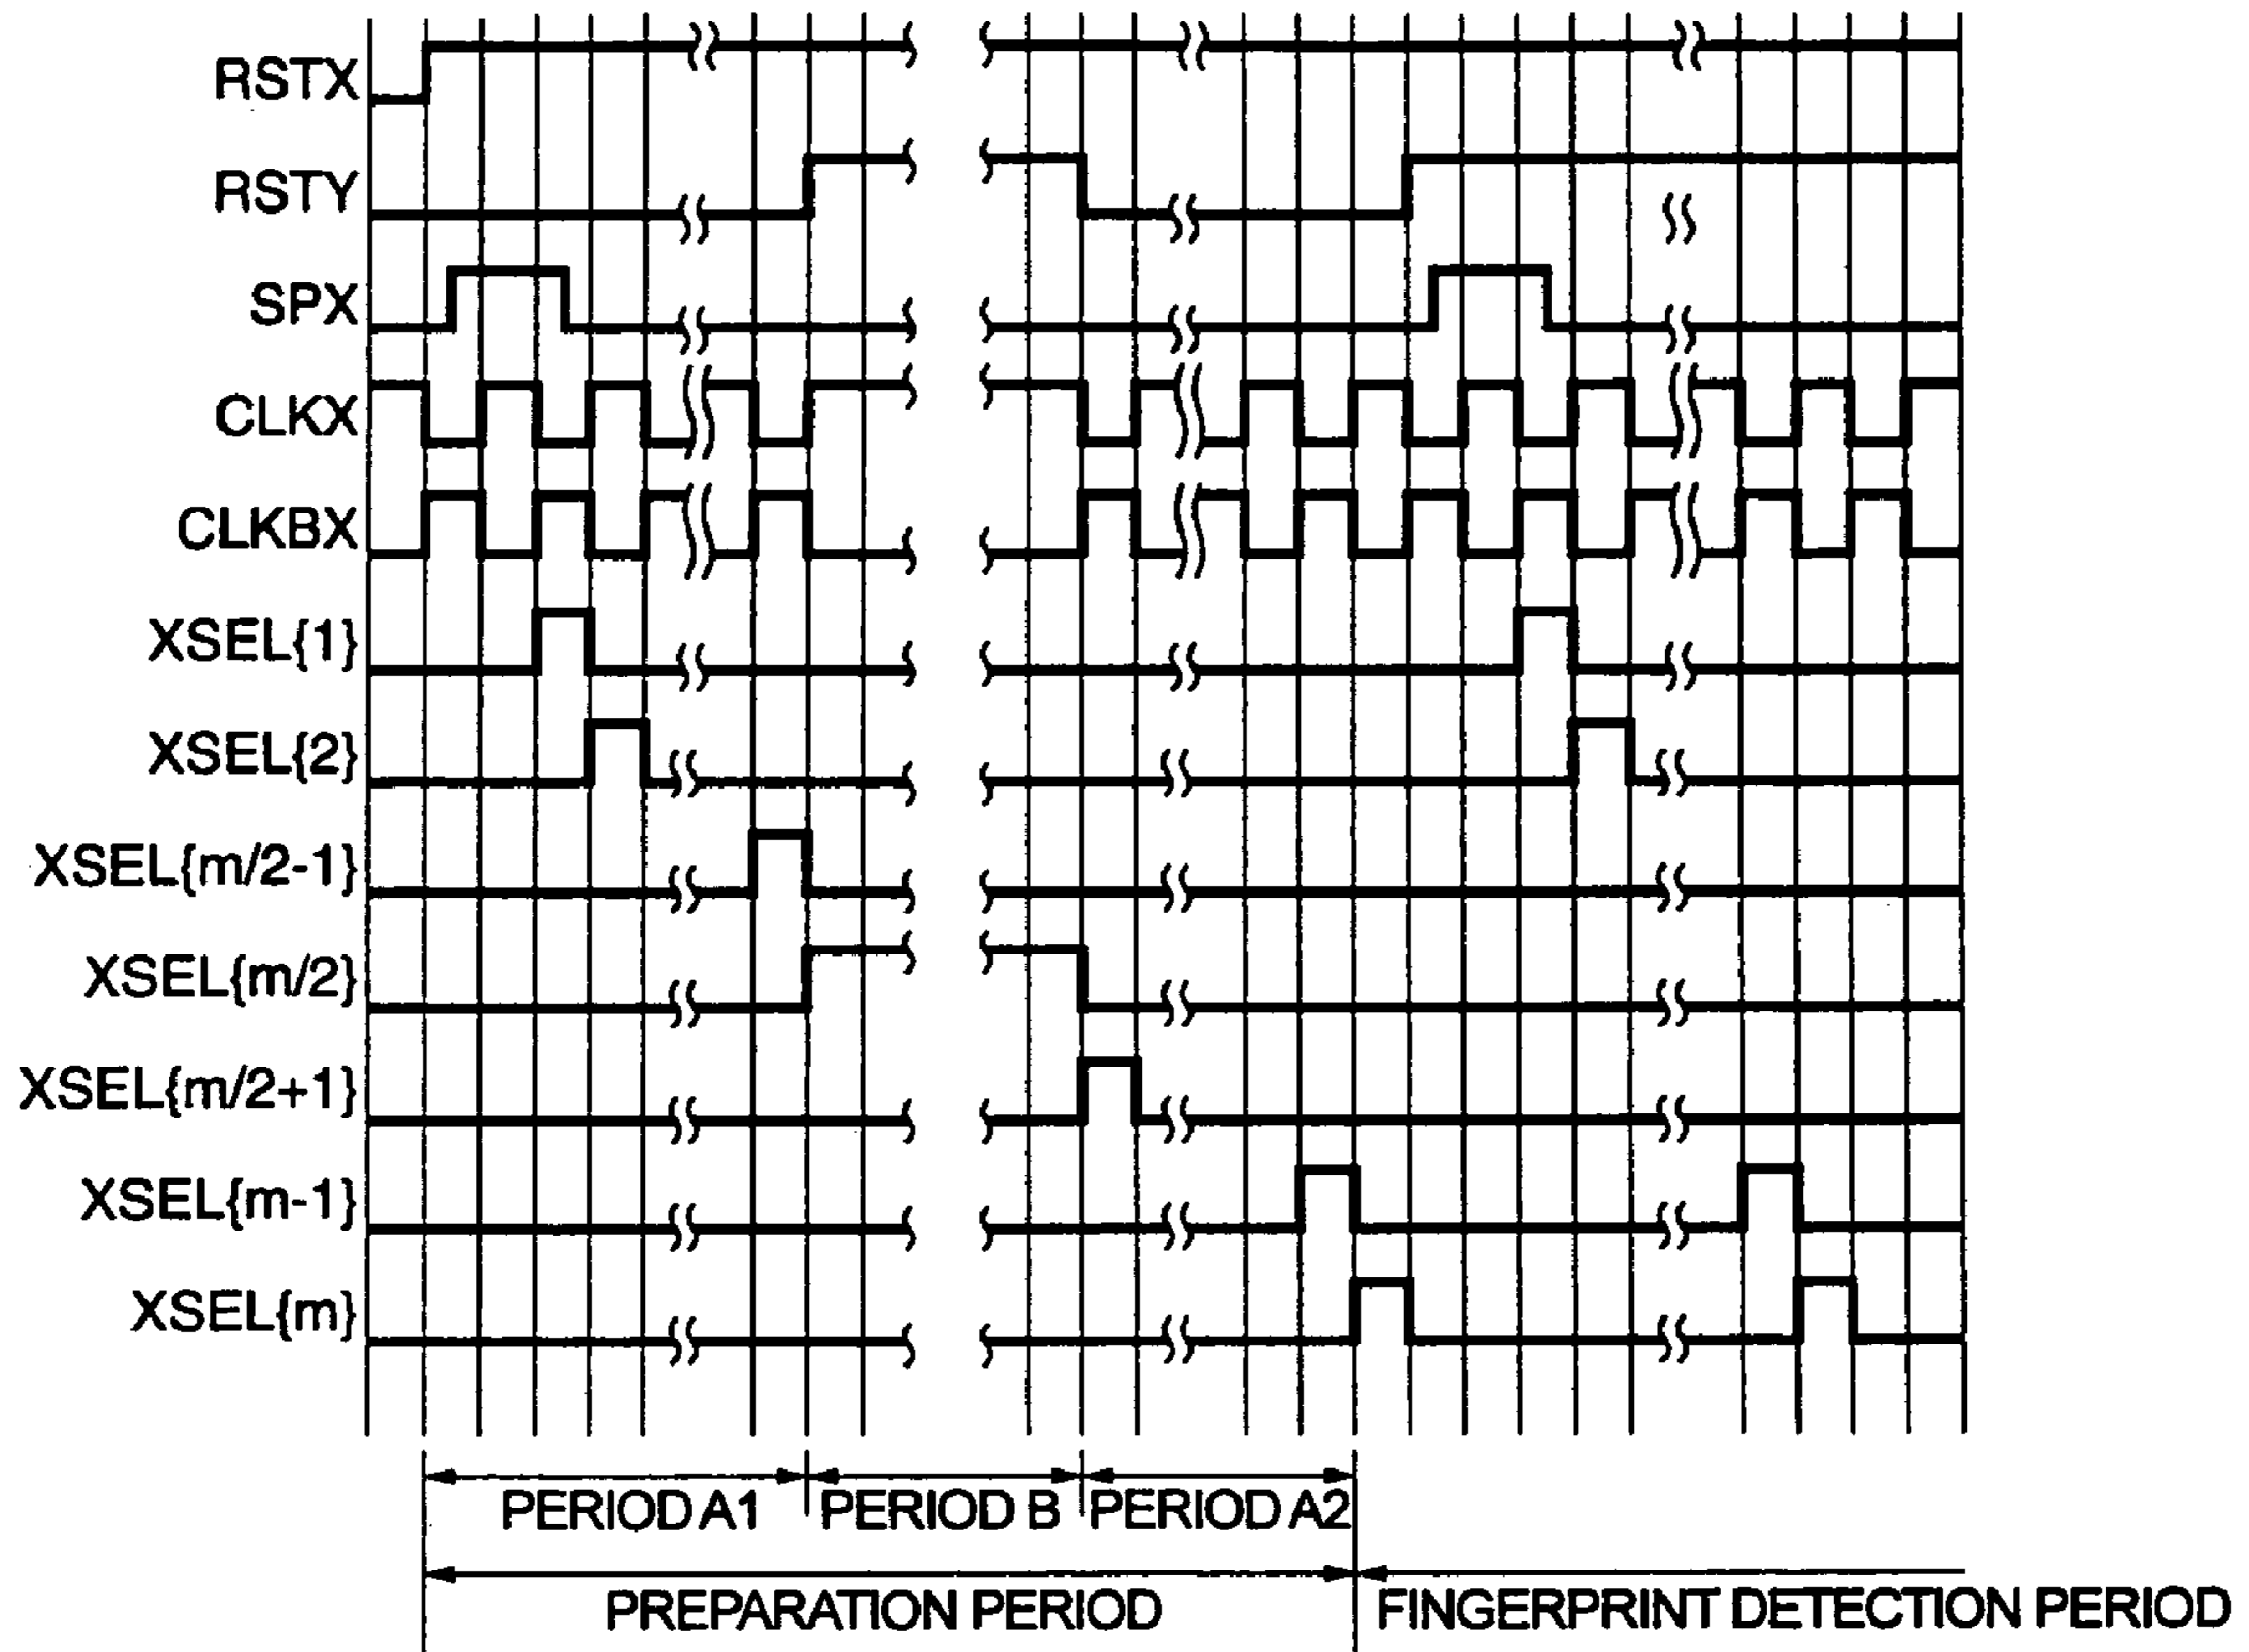 RSTX
RSTY
SPX
CLKX
CLKBX
XSEL{1}
XSEL{2}
XSEL{m/2-1}
XSEL{m/2}
XSEL{m/2+1}
XSEL{m-1}
XSEL{m}
PERIOD A1 PERIOD B PERIOD A2
PREPARATION PERIOD FINGERPRINT DETECTION PERIOD